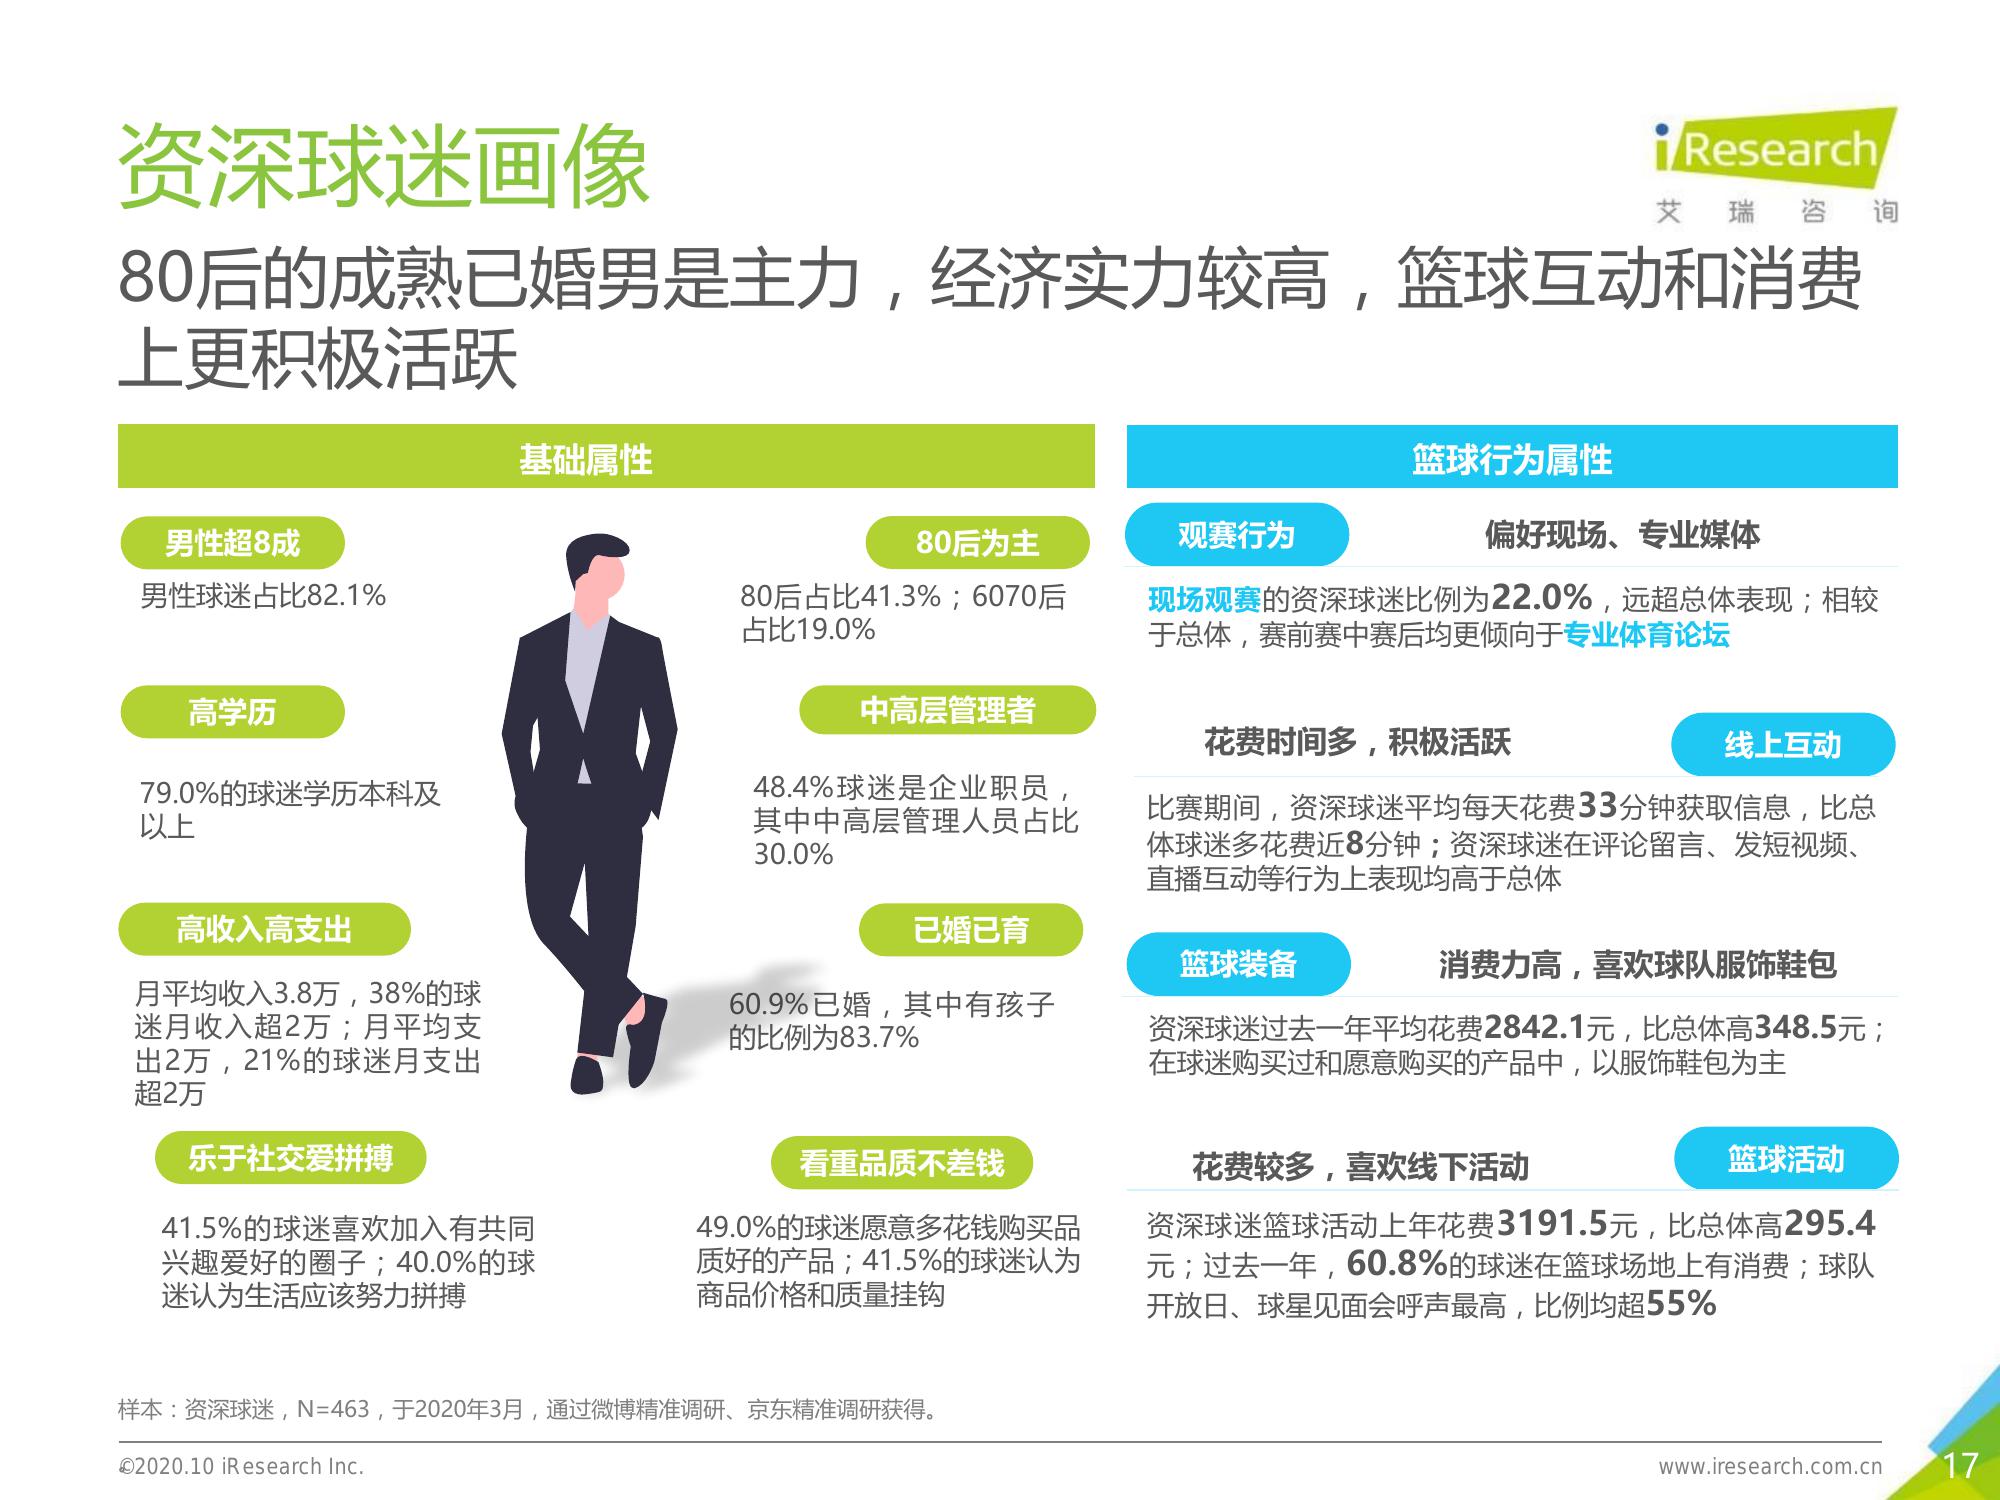 资深球迷画像
iResearch
艾瑞咨询
80后的成熟已婚男是主力，经济实力较高，篮球互动和消费
上更积极活跃
基础属性
男性超8成
男性球迷占比82.1%
80后为主
80后占比41.3%；6070后
占比19.0%
高学历
79.0%的球迷学历本科及
以上
中高层管理者
48.4%球迷是企业职员，
其中中高层管理人员占比
30.0%
高收入高支出
月平均收入3.8万，38%的球
迷月收入超2万；月平均支
出2万，21%的球迷月支出
超2万
已婚已育
60.9%已婚，其中有孩子
的比例为83.7%
乐于社交爱拼搏
41.5%的球迷喜欢加入有共同
兴趣爱好的圈子；40.0%的球
迷认为生活应该努力拼搏
看重品质不差钱
49.0%的球迷愿意多花钱购买品
质好的产品；41.5%的球迷认为
商品价格和质量挂钩
篮球行为属性
观赛行为
偏好现场、专业媒体
现场观赛的资深球迷比例为22.0%，远超总体表现；相较
于总体，赛前赛中赛后均更倾向于专业体育论坛
花费时间多，积极活跃
线上互动
比赛期间，资深球迷平均每天花费33分钟获取信息，比总
体球迷多花费近8分钟；资深球迷在评论留言、发短视频、
直播互动等行为上表现均高于总体
篮球装备
消费力高，喜欢球队服饰鞋包
资深球迷过去一年平均花费2842.1元，比总体高348.5元；
在球迷购买过和愿意购买的产品中，以服饰鞋包为主
花费较多，喜欢线下活动
篮球活动
资深球迷篮球活动上年花费3191.5元，比总体高295.4
元；过去一年，60.8%的球迷在篮球场地上有消费；球队
开放日、球星见面会呼声最高，比例均超55%
样本：资深球迷，N=463，于2020年3月，通过微博精准调研、京东精准调研获得。
©2020.10 iResearch Inc.
www.iresearch.com.cn
17